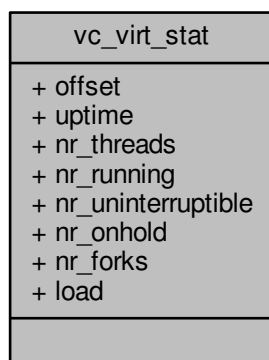 vc_virt_stat
+ offset
+ uptime
+ nr_threads
+ nr_running
+ nr_uninterruptible
+ nr_onhold
+ nr_forks
+ load